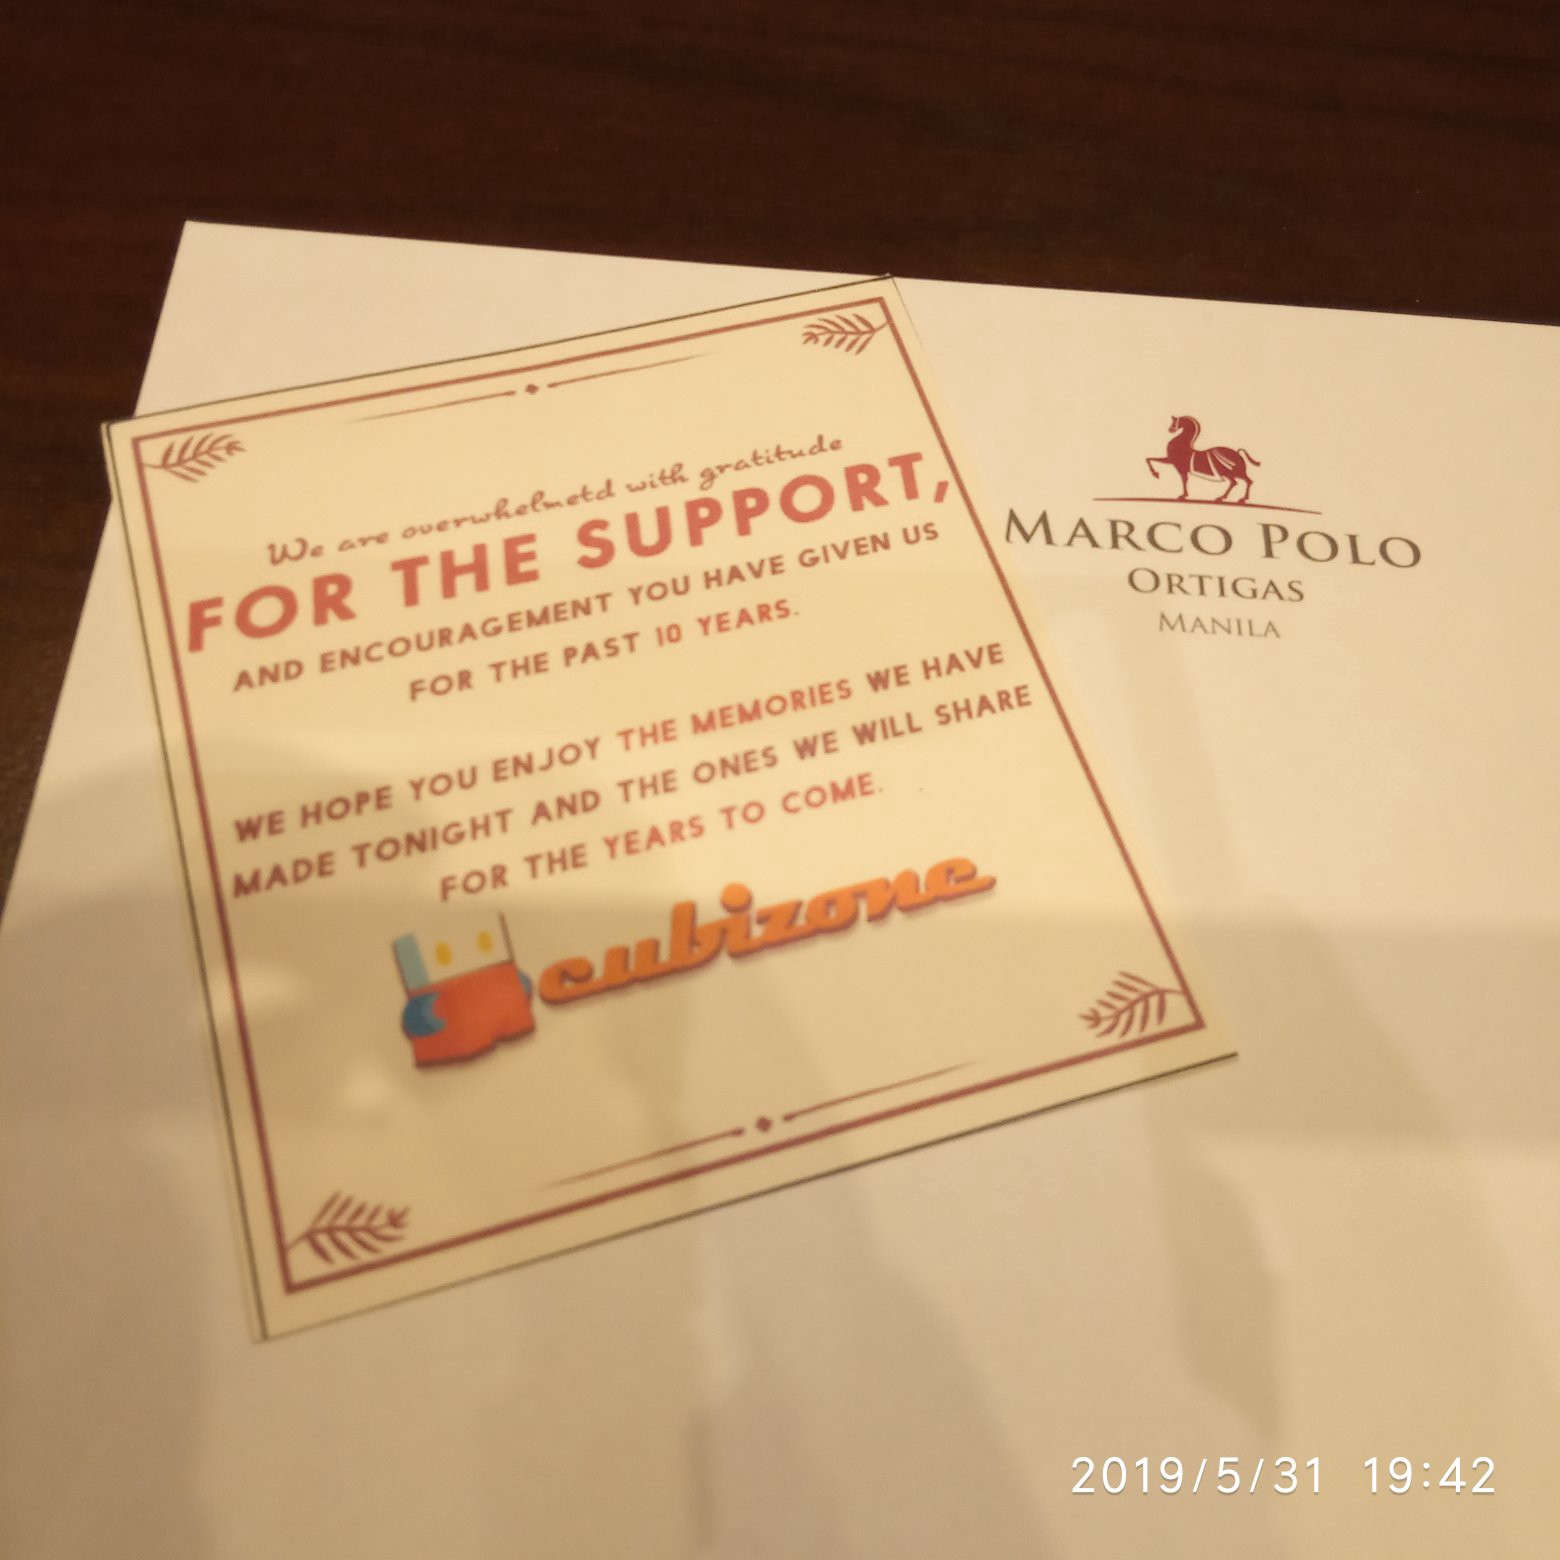 We are overwhelmetd with gratitude
FOR THE SUPPORT,
AND ENCOURAGEMENT YOU HAVE GIVEN US
FOR THE PAST 10 YEARS.
WE HOPE YOU ENJOY THE MEMORIES WE HAVE
MADE TONIGHT AND THE ONES WE WILL SHARE
FOR THE YEARS TO COME.
cubizone
MARCO POLO
ORTIGAS
MANILA
2019/5/31 19:42